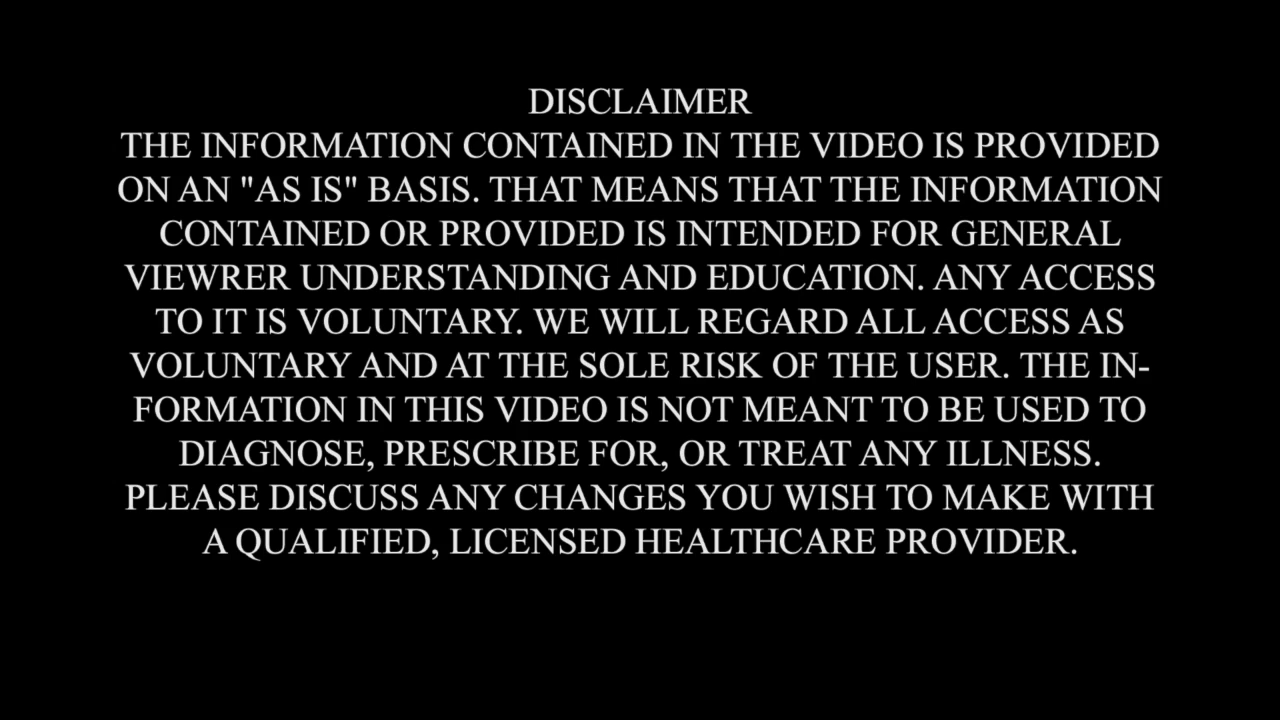 DISCLAIMER
THE INFORMATION CONTAINED IN THE VIDEO IS PROVIDED
ON AN "AS IS" BASIS. THAT MEANS THAT THE INFORMATION
CONTAINED OR PROVIDED IS INTENDED FOR GENERAL
VIEWRER UNDERSTANDING AND EDUCATION. ANY ACCESS
TO IT IS VOLUNTARY. WE WILL REGARD ALL ACCESS AS
VOLUNTARY AND AT THE SOLE RISK OF THE USER. THE IN-
FORMATION IN THIS VIDEO IS NOT MEANT TO BE USED TO
DIAGNOSE, PRESCRIBE FOR, OR TREAT ANY ILLNESS.
PLEASE DISCUSS ANY CHANGES YOU WISH TO MAKE WITH
A QUALIFIED, LICENSED HEALTHCARE PROVIDER.